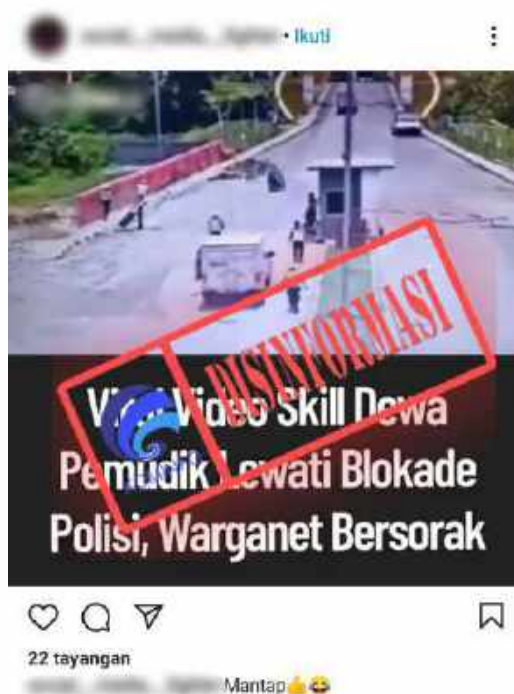 • Ikuti
DISINFORMASI
Viral Video Skill Dewa
Pemudik Lewati Blokade
Polisi, Warganet Bersorak
22 tayangan
Mantap👍😂